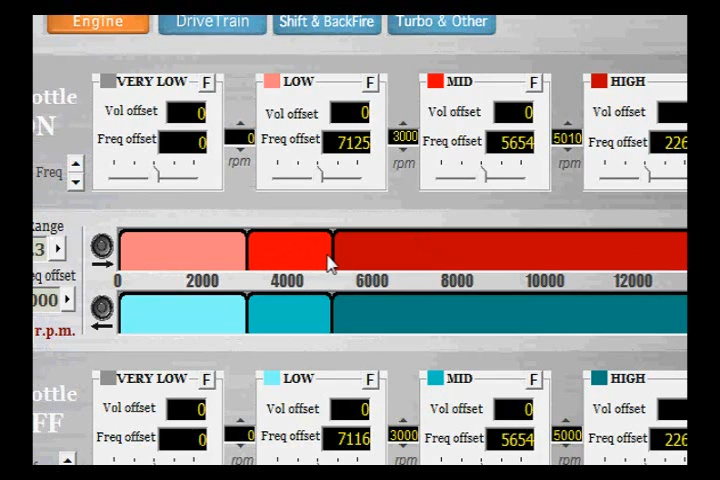 Engine DriveTrain Shift & BackFire Turbo & Other
VERY LOW F LOW F MID F HIGH
ottle
Vol offset 0 Vol offset 0 Vol offset 0 Vol offset
N
Freq offset 0 0 Freq offset 7125 3000 Freq offset 5654 5010 Freq offset 226
rpm rpm rpm
Freq
ange
3
0 2000 4000 6000 8000 10000 12000
eq offset
000
r.p.m.
VERY LOW F LOW F MID F HIGH
ottle
Vol offset 0 Vol offset 0 Vol offset 0 Vol offset
FF
Freq offset 0 0 Freq offset 7116 3000 Freq offset 5654 5000 Freq offset 226
rpm rpm rpm